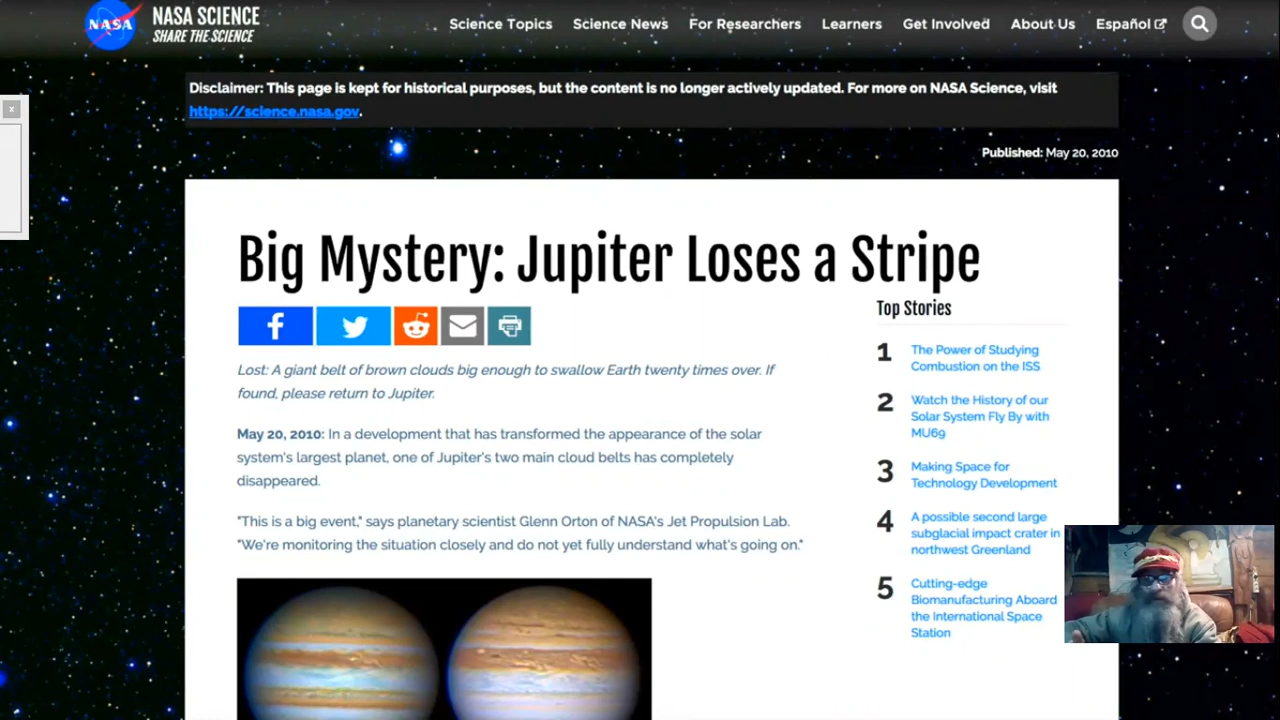 NASA
NASA SCIENCE
SHARE THE SCIENCE
Science Topics
Science News
For Researchers
Learners
Get Involved
About Us
Español
Disclaimer: This page is kept for historical purposes, but the content is no longer actively updated. For more on NASA Science, visit
https://science.nasa.gov.
x
Published: May 20, 2010
Big Mystery: Jupiter Loses a Stripe
Lost: A giant belt of brown clouds big enough to swallow Earth twenty times over. If
found, please return to Jupiter.
May 20, 2010: In a development that has transformed the appearance of the solar
system's largest planet, one of Jupiter's two main cloud belts has completely
disappeared.
"This is a big event," says planetary scientist Glenn Orton of NASA's Jet Propulsion Lab.
"We're monitoring the situation closely and do not yet fully understand what's going on."
Top Stories
1
The Power of Studying
Combustion on the ISS
2
Watch the History of our
Solar System Fly By with
MU69
3
Making Space for
Technology Development
4
A possible second large
subglacial impact crater in
northwest Greenland
5
Cutting-edge
Biomanufacturing Aboard
the International Space
Station